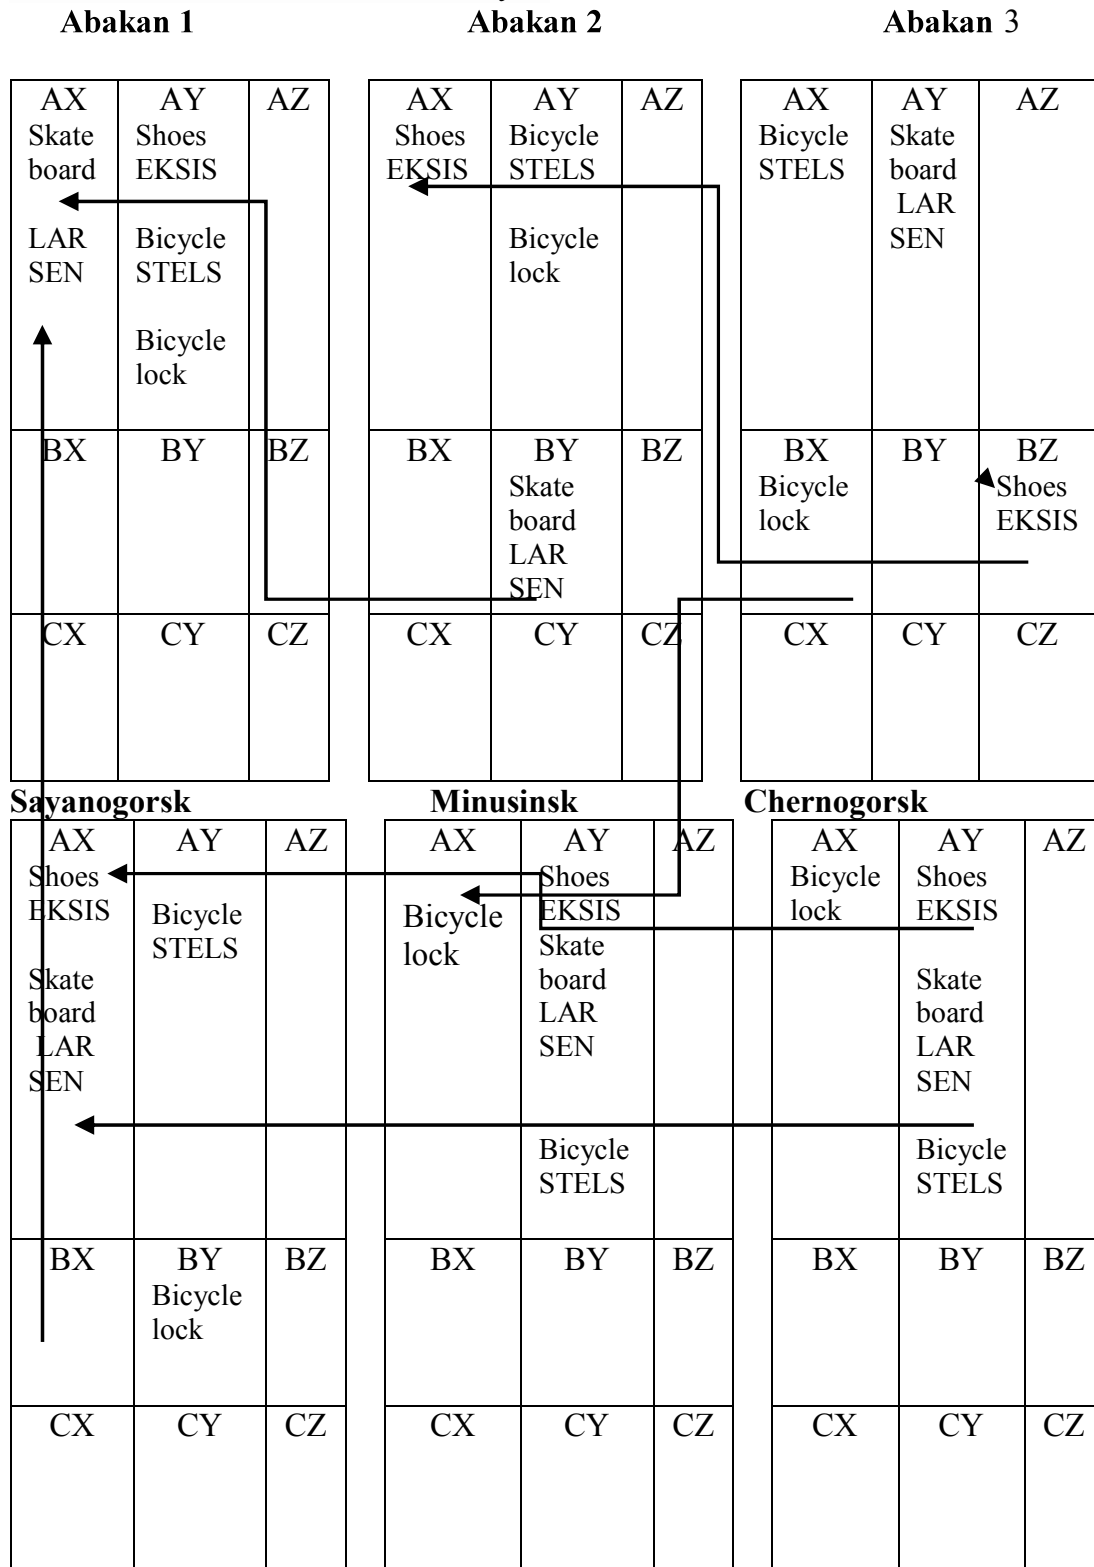 Abakan 1 Abakan 2 Abakan 3
AX AY AZ AX AY AZ AX AY AZ
Skate Shoes Shoes Bicycle Bicycle Skate
board EKSIS EKSIS STELS STELS board
LAR
LAR Bicycle Bicycle SEN
SEN STELS lock
Bicycle
lock
BX BY BZ BX BY BZ BX BY BZ
Skate Bicycle Shoes
board lock EKSIS
LAR
SEN
CX CY CZ CX CY CZ CX CY CZ
Sayanogorsk Minusinsk Chernogorsk
AX AY AZ AX AY AZ AX AY AZ
Shoes Shoes Bicycle Shoes
EKSIS Bicycle Bicycle EKSIS lock EKSIS
STELS lock Skate
Skate board Skate
board LAR board
LAR SEN LAR
SEN SEN
Bicycle Bicycle
STELS STELS
BX BY BZ BX BY BZ BX BY BZ
Bicycle
lock
CX CY CZ CX CY CZ CX CY CZ